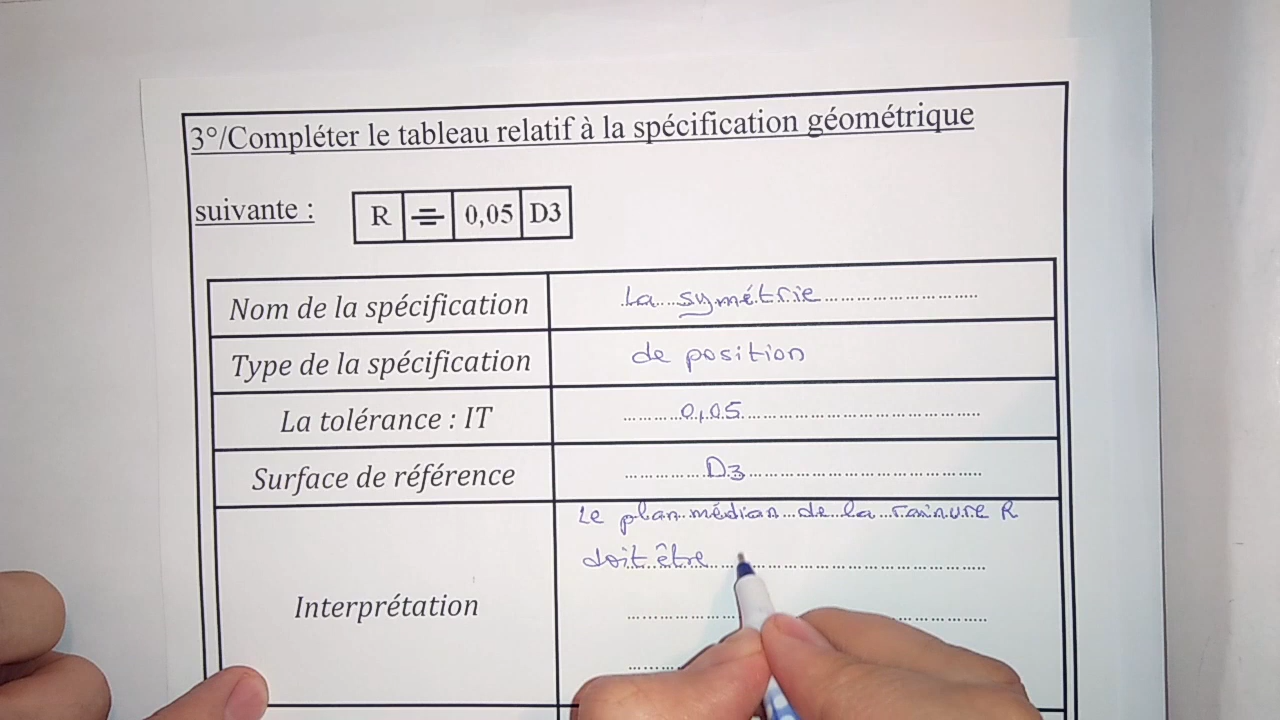 3°/Compléter le tableau relatif à la spécification géométrique
suivante : R ⌯ 0,05 D3
Nom de la spécification La symétrie
Type de la spécification de position
La tolérance : IT 0,05
Surface de référence D3
Interprétation Le plan médian de la rainure R
doit être